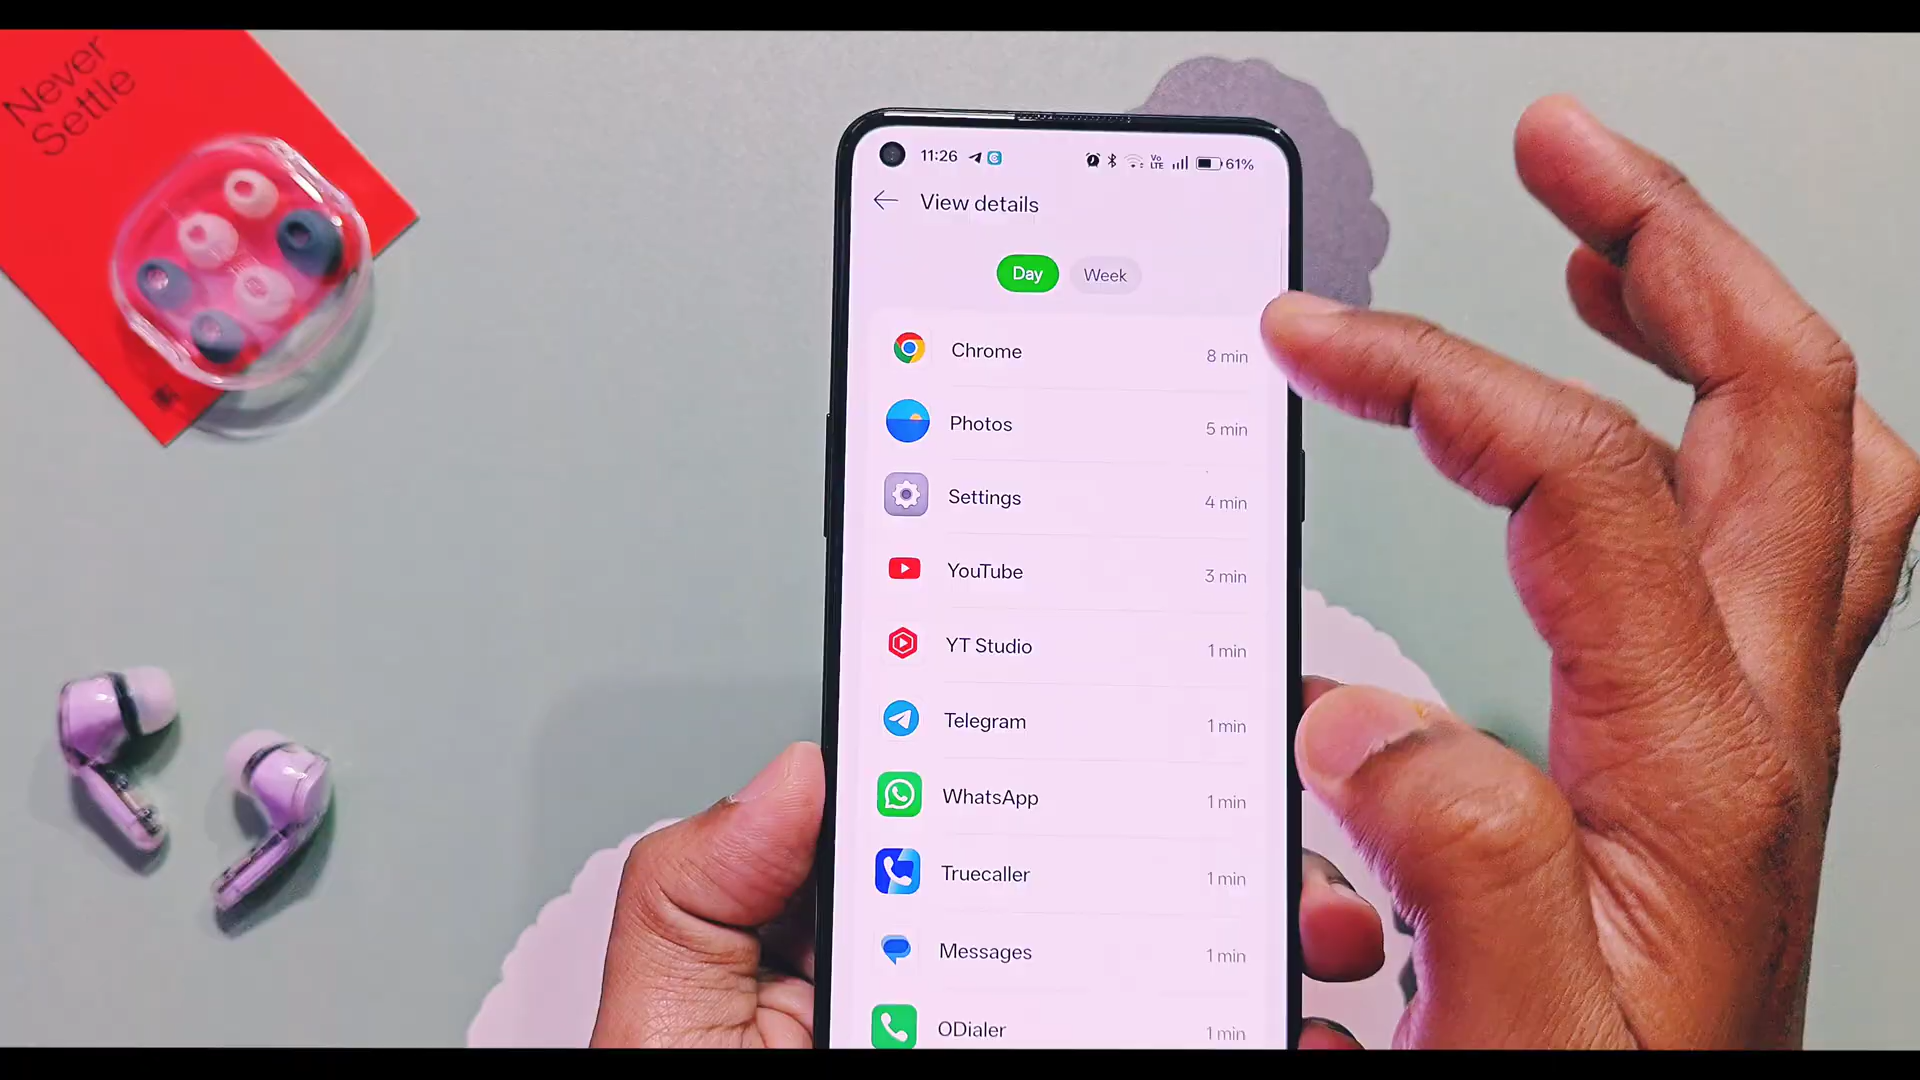 Never
Settle
11:26
Vo
LTE
61%
View details
Day
Week
Chrome
8 min
Photos
5 min
Settings
4 min
YouTube
3 min
YT Studio
1 min
Telegram
1 min
WhatsApp
1 min
Truecaller
1 min
Messages
1 min
ODialer
1 min